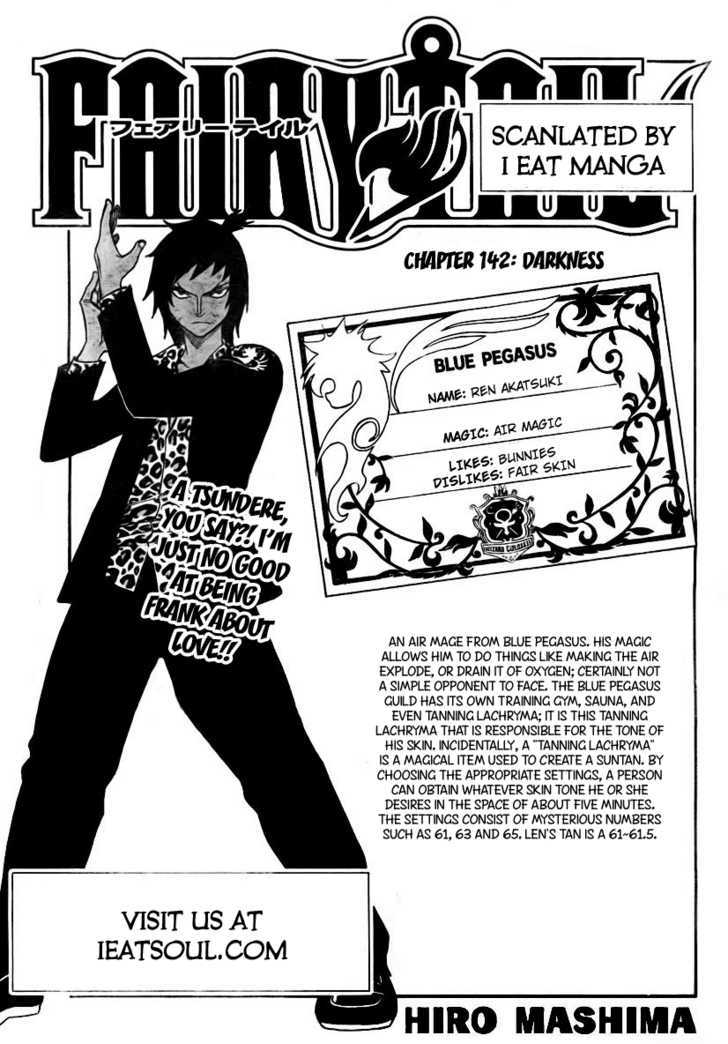 FAIRY TAIL
フェアリーテイル
SCANLATED BY
I EAT MANGA
CHAPTER 142: DARKNESS
BLUE PEGASUS
NAME: REN AKATSUKI
MAGIC: AIR MAGIC
LIKES: BUNNIES
DISLIKES: FAIR SKIN
A TSUNDERE,
YOU SAY?! I'M
JUST NO GOOD
AT BEING
FRANK ABOUT
LOVE!!
AN AIR MAGE FROM BLUE PEGASUS. HIS MAGIC
ALLOWS HIM TO DO THINGS LIKE MAKING THE AIR
EXPLODE, OR DRAIN IT OF OXYGEN; CERTAINLY NOT
A SIMPLE OPPONENT TO FACE. THE BLUE PEGASUS
GUILD HAS ITS OWN TRAINING GYM, SAUNA, AND
EVEN TANNING LACHRYMA; IT IS THIS TANNING
LACHRYMA THAT IS RESPONSIBLE FOR THE TONE OF
HIS SKIN. INCIDENTALLY, A "TANNING LACHRYMA"
IS A MAGICAL ITEM USED TO CREATE A SUNTAN. BY
CHOOSING THE APPROPRIATE SETTINGS, A PERSON
CAN OBTAIN WHATEVER SKIN TONE HE OR SHE
DESIRES IN THE SPACE OF ABOUT FIVE MINUTES.
THE SETTINGS CONSIST OF MYSTERIOUS NUMBERS
SUCH AS 61, 63 AND 65. LEN'S TAN IS A 61~61.5.
VISIT US AT
IEATSOUL.COM
HIRO MASHIMA